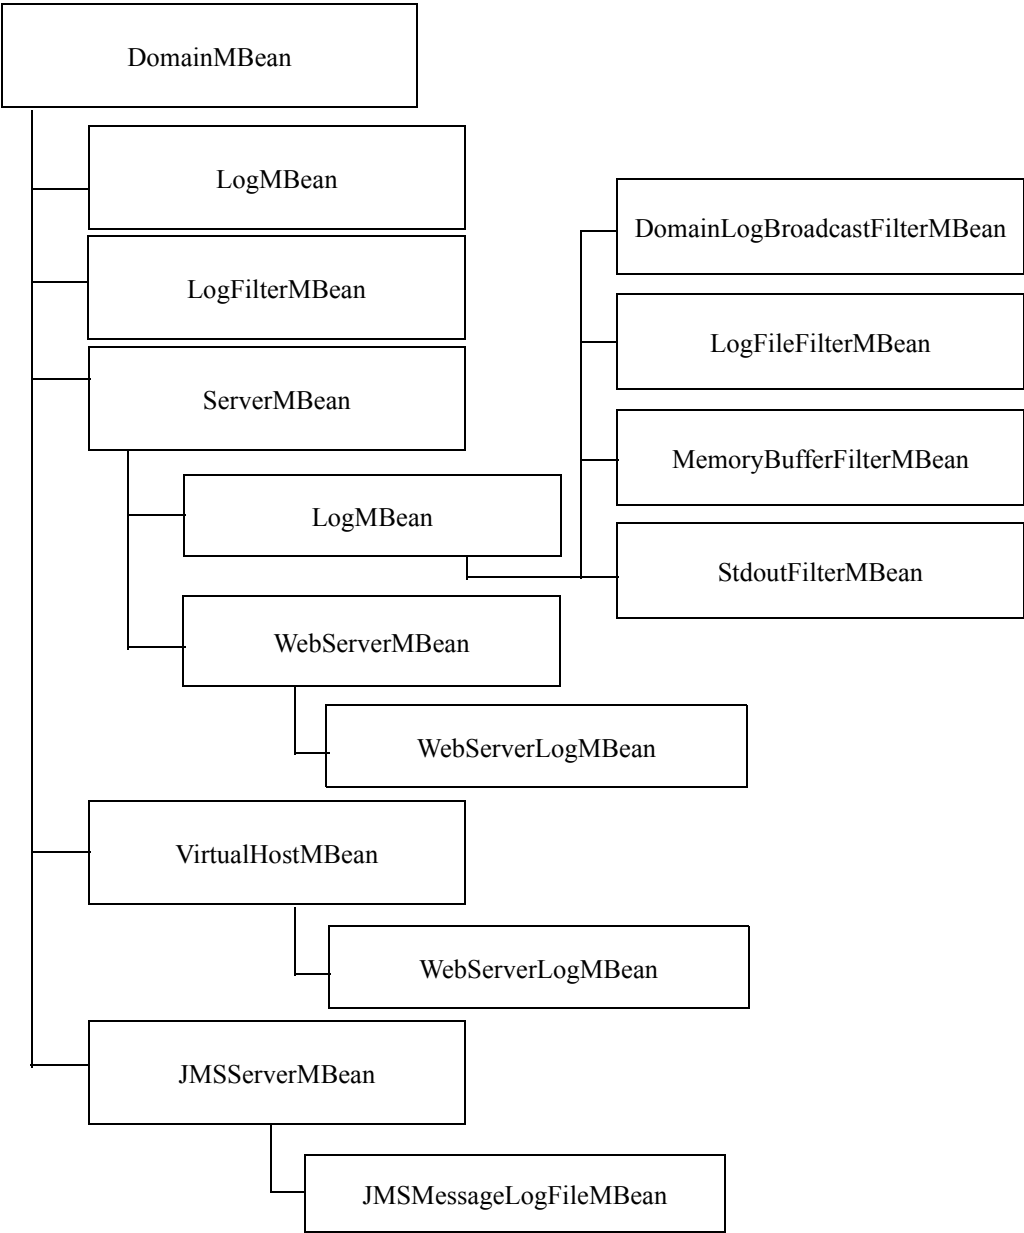 DomainMBean
LogMBean
LogFilterMBean
ServerMBean
LogMBean
DomainLogBroadcastFilterMBean
LogFileFilterMBean
MemoryBufferFilterMBean
StdoutFilterMBean
WebServerMBean
WebServerLogMBean
VirtualHostMBean
WebServerLogMBean
JMSServerMBean
JMSMessageLogFileMBean